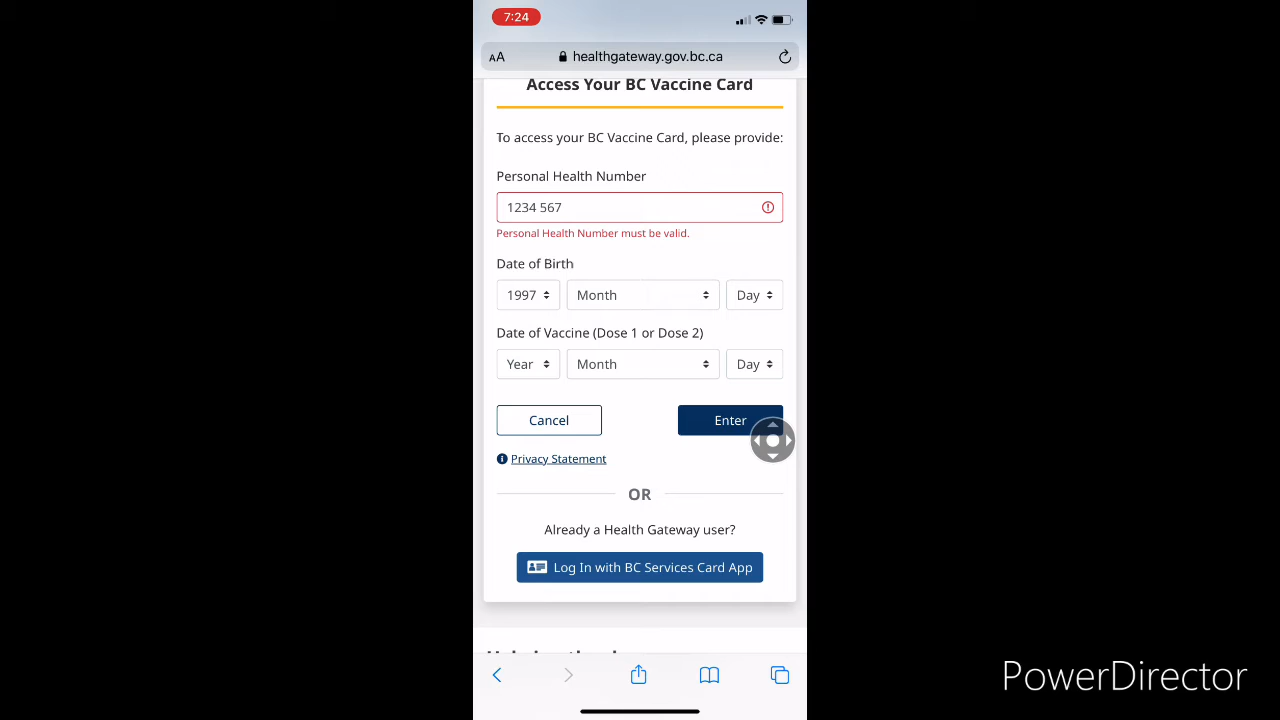 7:24
AA healthgateway.gov.bc.ca
Access Your BC Vaccine Card
To access your BC Vaccine Card, please provide:
Personal Health Number
1234 567
Personal Health Number must be valid.
Date of Birth
1997 Month Day
Date of Vaccine (Dose 1 or Dose 2)
Year Month Day
Cancel Enter
Privacy Statement
OR
Already a Health Gateway user?
Log In with BC Services Card App
PowerDirector